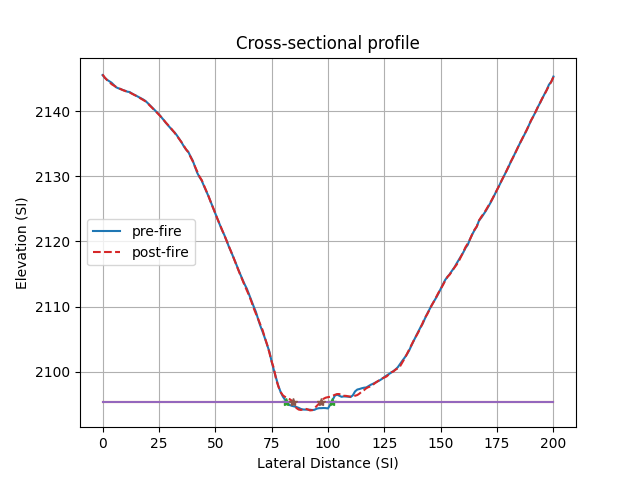 Cross-sectional profile
Elevation (SI)
2140
2130
2120
2110
2100
pre-fire
post-fire
0 25 50 75 100 125 150 175 200
Lateral Distance (SI)